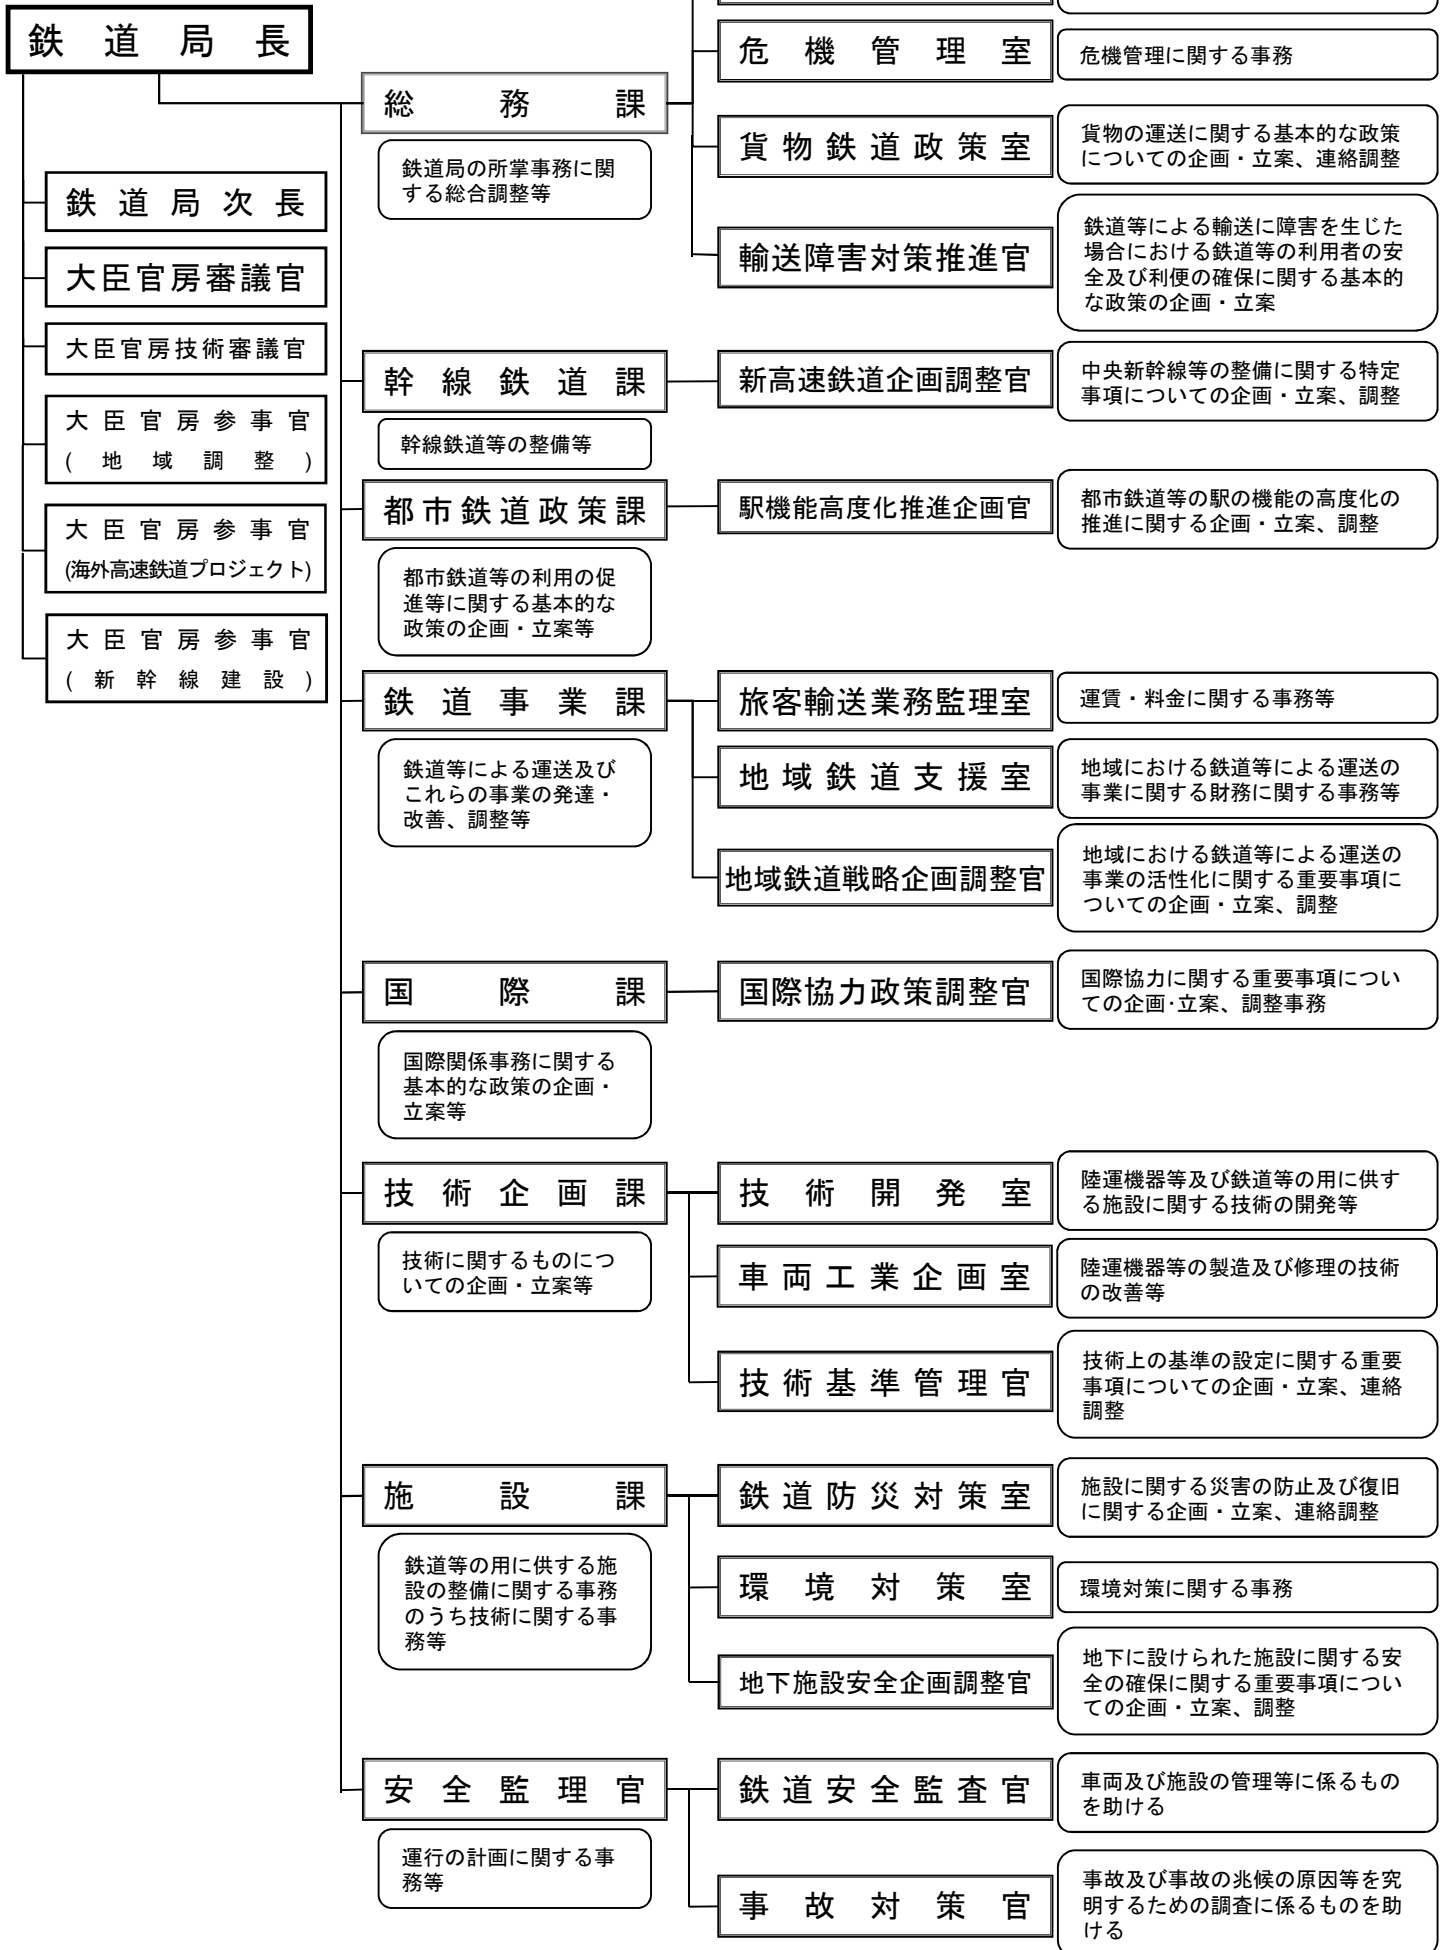 鉄道局長
鉄道局次長
大臣官房審議官
大臣官房技術審議官
大臣官房参事官
(地域調整)
大臣官房参事官
(海外高速鉄道プロジェクト)
大臣官房参事官
(新幹線建設)
総務課
鉄道局の所掌事務に関
する総合調整等
危機管理室
危機管理に関する事務
貨物鉄道政策室
貨物の運送に関する基本的な政策
についての企画・立案、連絡調整
輸送障害対策推進官
鉄道等による輸送に障害を生じた
場合における鉄道等の利用者の安
全及び利便の確保に関する基本的
な政策の企画・立案
幹線鉄道課
幹線鉄道等の整備等
新高速鉄道企画調整官
中央新幹線等の整備に関する特定
事項についての企画・立案、調整
都市鉄道政策課
都市鉄道等の利用の促
進等に関する基本的な
政策の企画・立案等
駅機能高度化推進企画官
都市鉄道等の駅の機能の高度化の
推進に関する企画・立案、調整
鉄道事業課
鉄道等による運送及び
これらの事業の発達・
改善、調整等
旅客輸送業務監理室
運賃・料金に関する事務等
地域鉄道支援室
地域における鉄道等による運送の
事業に関する財務に関する事務等
地域鉄道戦略企画調整官
地域における鉄道等による運送の
事業の活性化に関する重要事項に
ついての企画・立案、調整
国際課
国際関係事務に関する
基本的な政策の企画・
立案等
国際協力政策調整官
国際協力に関する重要事項につい
ての企画･立案、調整事務
技術企画課
技術に関するものにつ
いての企画・立案等
技術開発室
陸運機器等及び鉄道等の用に供す
る施設に関する技術の開発等
車両工業企画室
陸運機器等の製造及び修理の技術
の改善等
技術基準管理官
技術上の基準の設定に関する重要
事項についての企画・立案、連絡
調整
施設課
鉄道等の用に供する施
設の整備に関する事務
のうち技術に関する事
務等
鉄道防災対策室
施設に関する災害の防止及び復旧
に関する企画・立案、連絡調整
環境対策室
環境対策に関する事務
地下施設安全企画調整官
地下に設けられた施設に関する安
全の確保に関する重要事項につい
ての企画・立案、調整
安全監理官
運行の計画に関する事
務等
鉄道安全監査官
車両及び施設の管理等に係るもの
を助ける
事故対策官
事故及び事故の兆候の原因等を究
明するための調査に係るものを助
ける